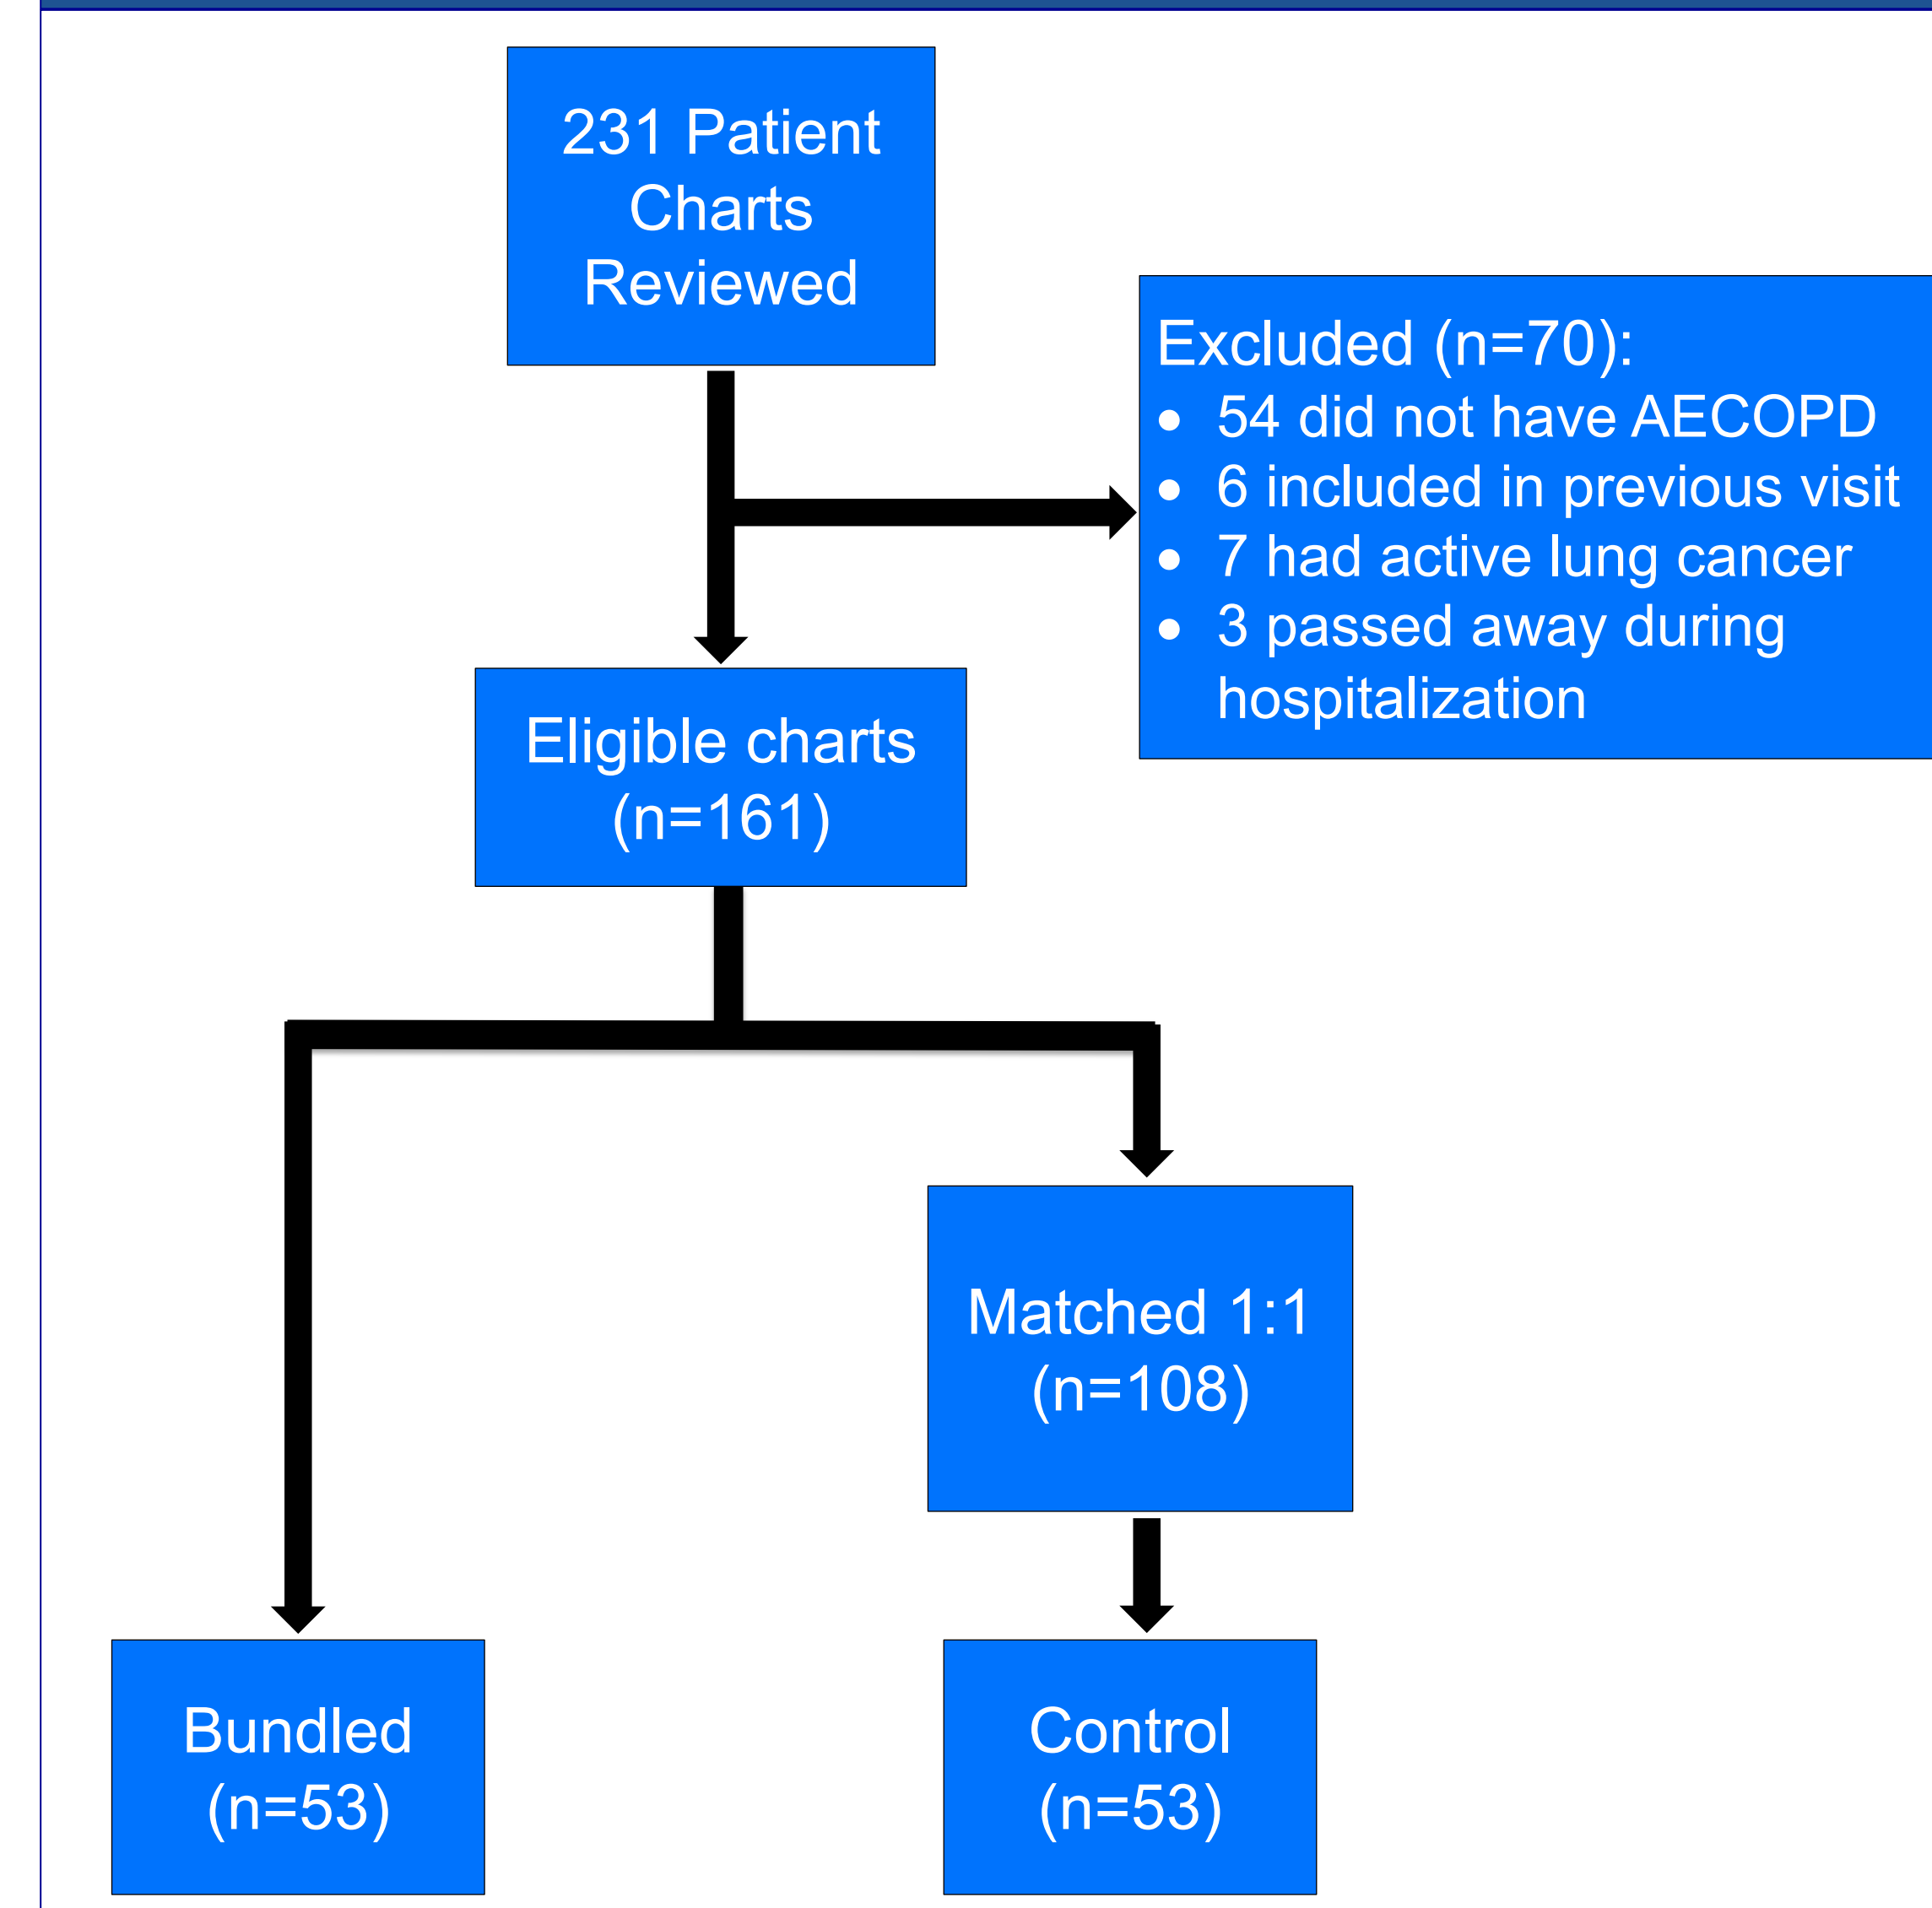 231 Patient
Charts
Reviewed
Excluded (n=70):
● 54 did not have AECOPD
● 6 included in previous visit
● 7 had active lung cancer
● 3 passed away during
hospitalization
Eligible charts
(n=161)
Matched 1:1
(n=108)
Bundled
(n=53)
Control
(n=53)